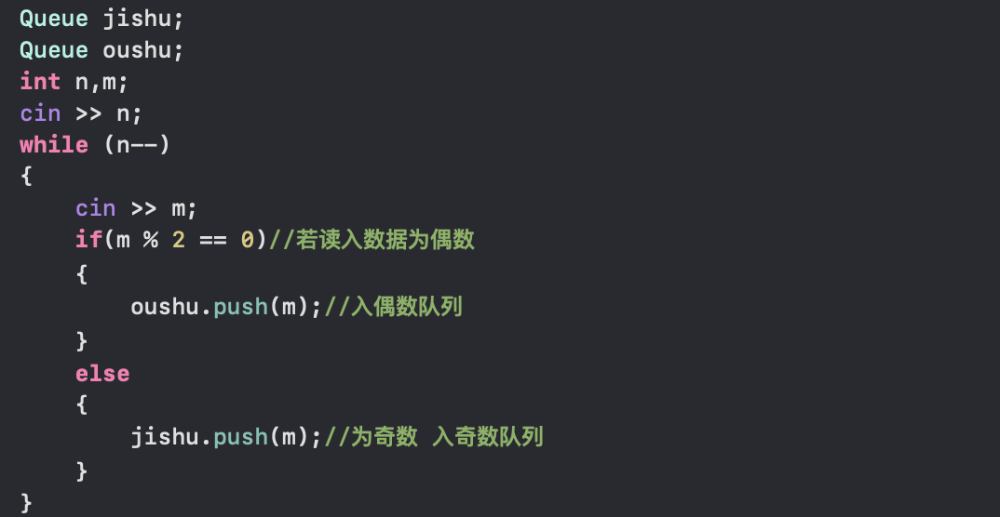 Queue jishu;
Queue oushu;
int n,m;
cin >> n;
while (n--)
{
    cin >> m;
    if(m % 2 == 0)//若读入数据为偶数
    {
        oushu.push(m);//入偶数队列
    }
    else
    {
        jishu.push(m);//为奇数 入奇数队列
    }
}